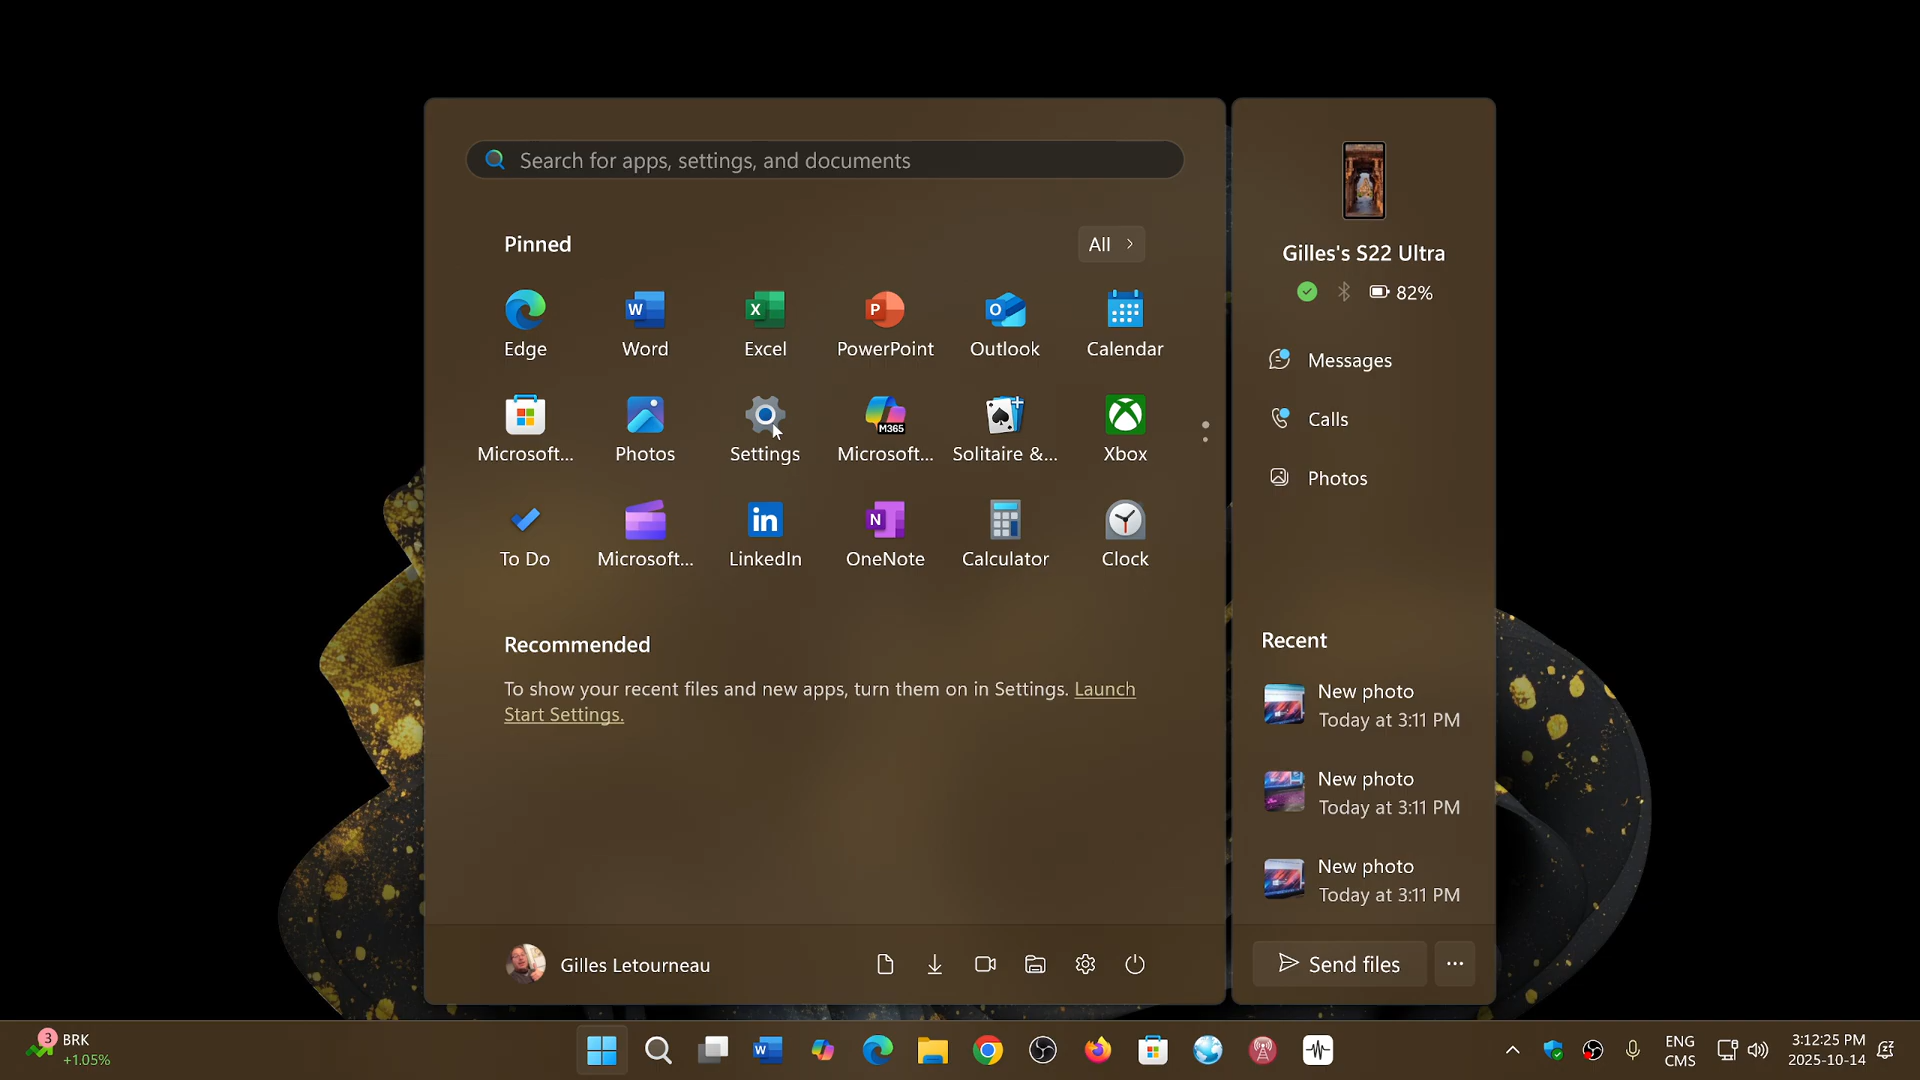 Search for apps, settings, and documents
Pinned
All
Edge
Word
Excel
PowerPoint
Outlook
Calendar
Microsoft...
Photos
Settings
M365
Microsoft...
Solitaire &...
Xbox
To Do
Microsoft...
LinkedIn
OneNote
Calculator
Clock
Recommended
To show your recent files and new apps, turn them on in Settings. Launch
Start Settings.
Gilles Letourneau
Gilles's S22 Ultra
82%
Messages
Calls
Photos
Recent
New photo
Today at 3:11 PM
New photo
Today at 3:11 PM
New photo
Today at 3:11 PM
Send files
3
BRK
+1.05%
ENG
CMS
3:12:25 PM
2025-10-14